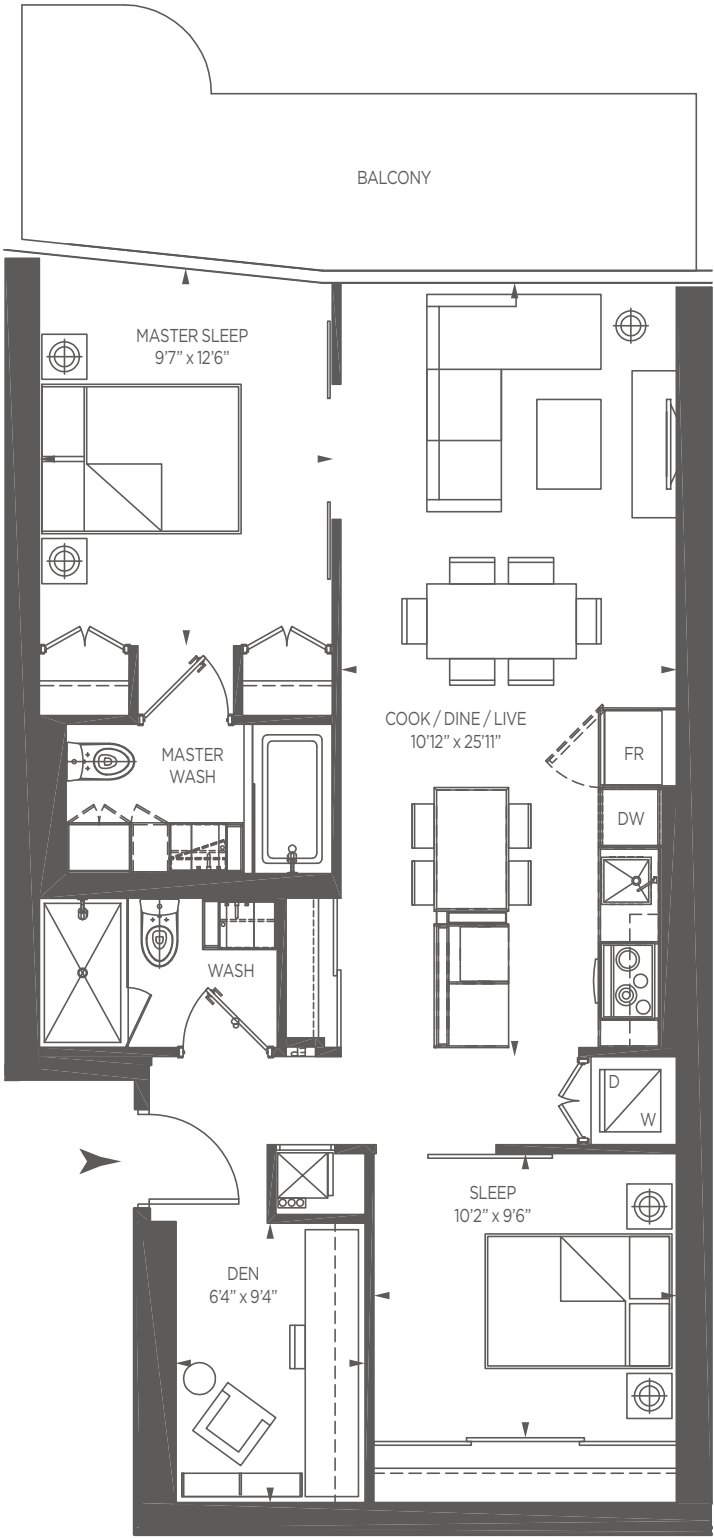 BALCONY
MASTER SLEEP
9'7" x 12'6"
COOK / DINE / LIVE
10'12" x 25'11"
FR
MASTER
WASH
DW
WASH
D
W
SLEEP
10'2" x 9'6"
DEN
6'4" x 9'4"